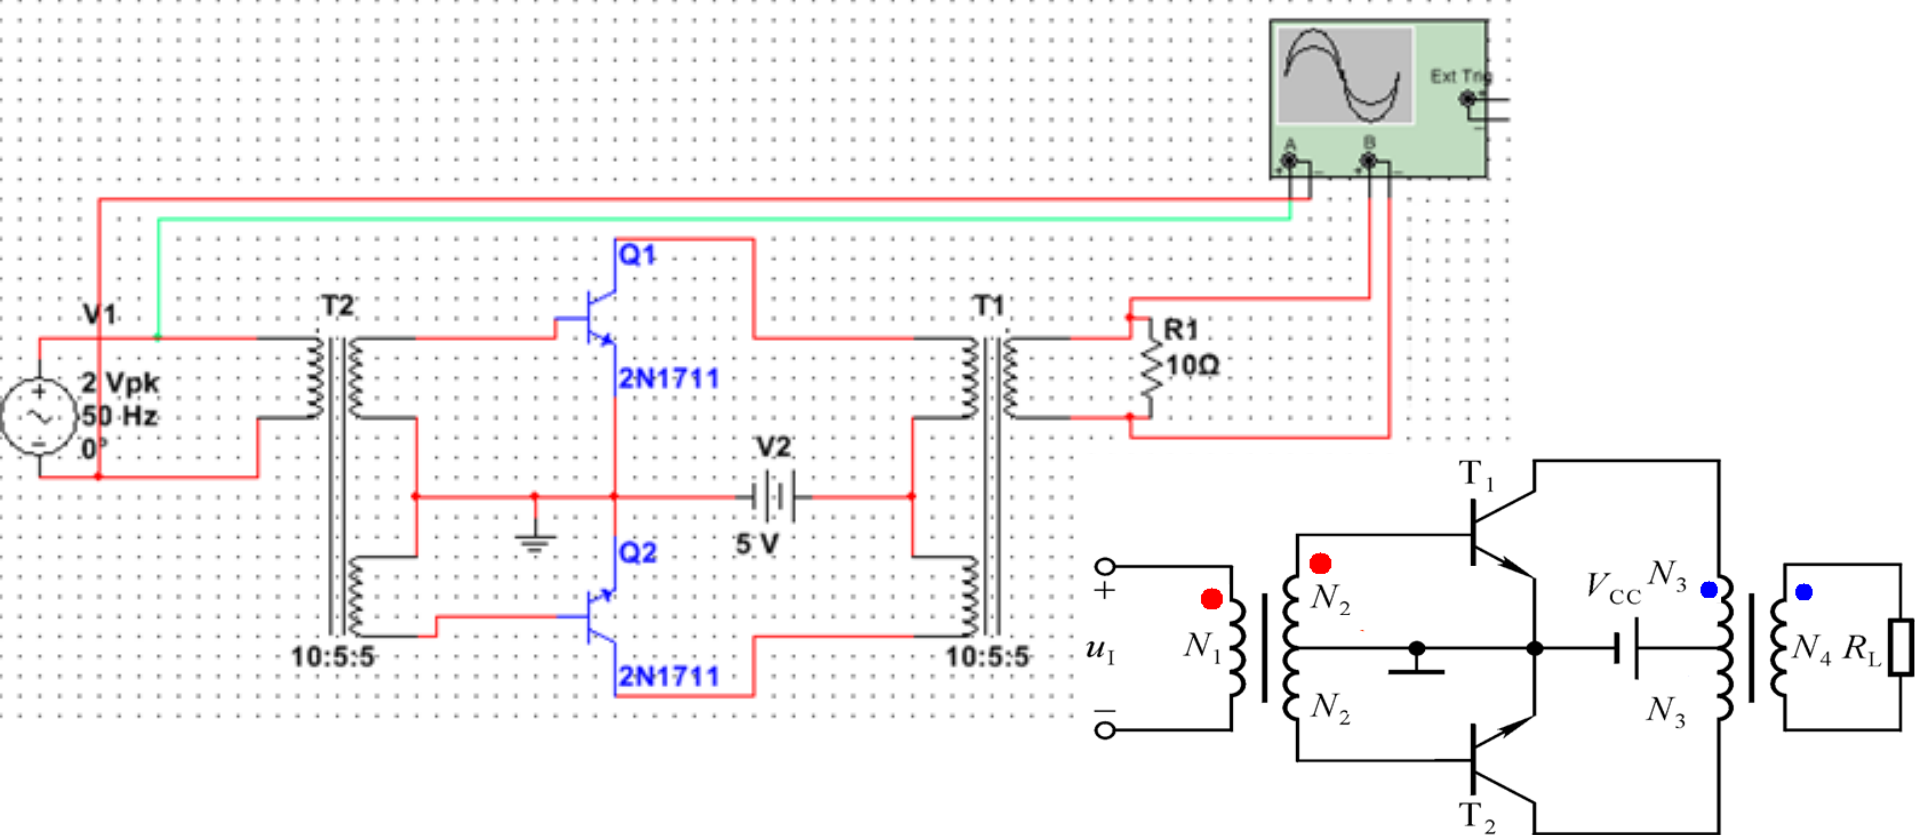 Ext Trig
+
−
A
B
+
−
+
−
Q1
V1
T2
T1
R1
10Ω
+
2 Vpk
50 Hz
0°
−
2N1711
V2
5 V
Q2
2N1711
10:5:5
10:5:5
T1
+
uI
−
N1
N2
N2
VCC
N3
N3
N4
RL
T2